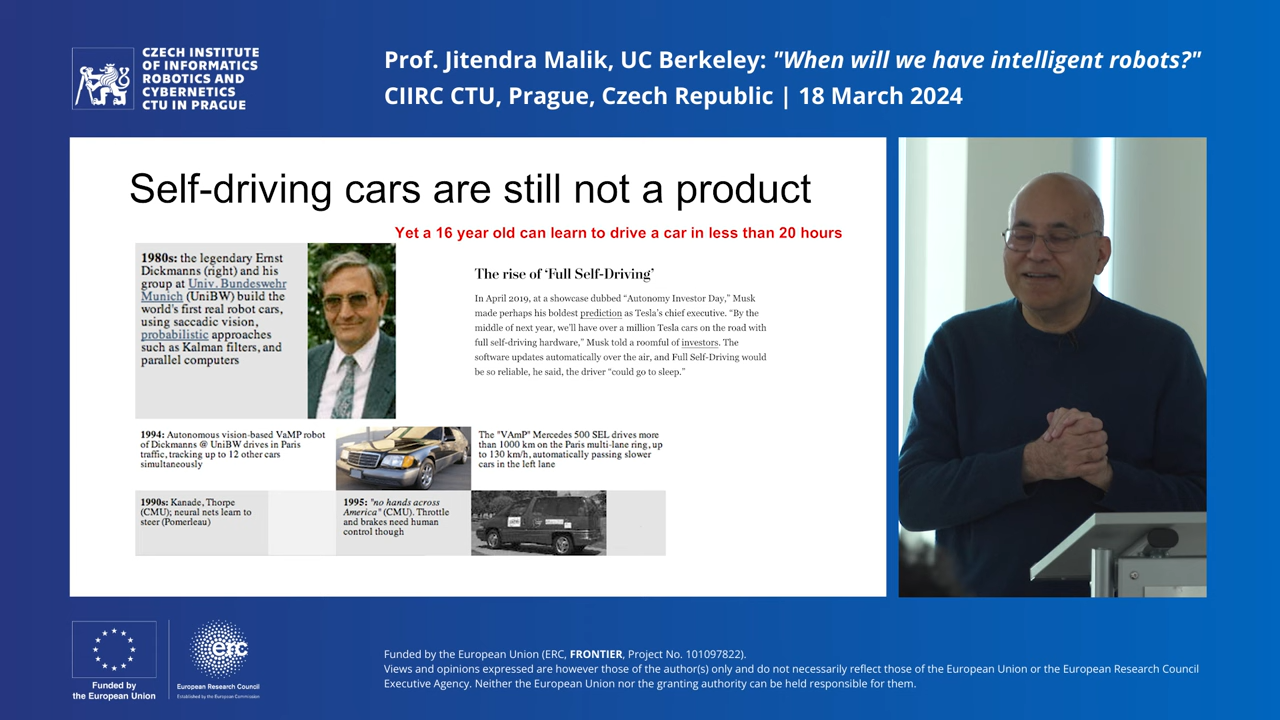 CZECH INSTITUTE
OF INFORMATICS
ROBOTICS AND
CYBERNETICS
CTU IN PRAGUE
Prof. Jitendra Malik, UC Berkeley: "When will we have intelligent robots?"
CIIRC CTU, Prague, Czech Republic | 18 March 2024
Self-driving cars are still not a product
Yet a 16 year old can learn to drive a car in less than 20 hours
1980s: the legendary Ernst
Dickmanns (right) and his
group at Univ. Bundeswehr
Munich (UniBW) build the
world's first real robot cars,
using saccadic vision,
probabilistic approaches
such as Kalman filters, and
parallel computers
The rise of ‘Full Self-Driving’
In April 2019, at a showcase dubbed “Autonomy Investor Day,” Musk
made perhaps his boldest prediction as Tesla’s chief executive. “By the
middle of next year, we’ll have over a million Tesla cars on the road with
full self-driving hardware,” Musk told a roomful of investors. The
software updates automatically over the air, and Full Self-Driving would
be so reliable, he said, the driver “could go to sleep.”
1994: Autonomous vision-based VaMP robot
of Dickmanns @ UniBW drives in Paris
traffic, tracking up to 12 other cars
simultaneously
The "VAmP" Mercedes 500 SEL drives more
than 1000 km on the Paris multi-lane ring, up
to 130 km/h, automatically passing slower
cars in the left lane
1990s: Kanade, Thorpe
(CMU); neural nets learn to
steer (Pomerleau)
1995: "no hands across
America" (CMU). Throttle
and brakes need human
control though
Funded by
the European Union
erc
European Research Council
Established by the European Commission
Funded by the European Union (ERC, FRONTIER, Project No. 101097822).
Views and opinions expressed are however those of the author(s) only and do not necessarily reflect those of the European Union or the European Research Council
Executive Agency. Neither the European Union nor the granting authority can be held responsible for them.